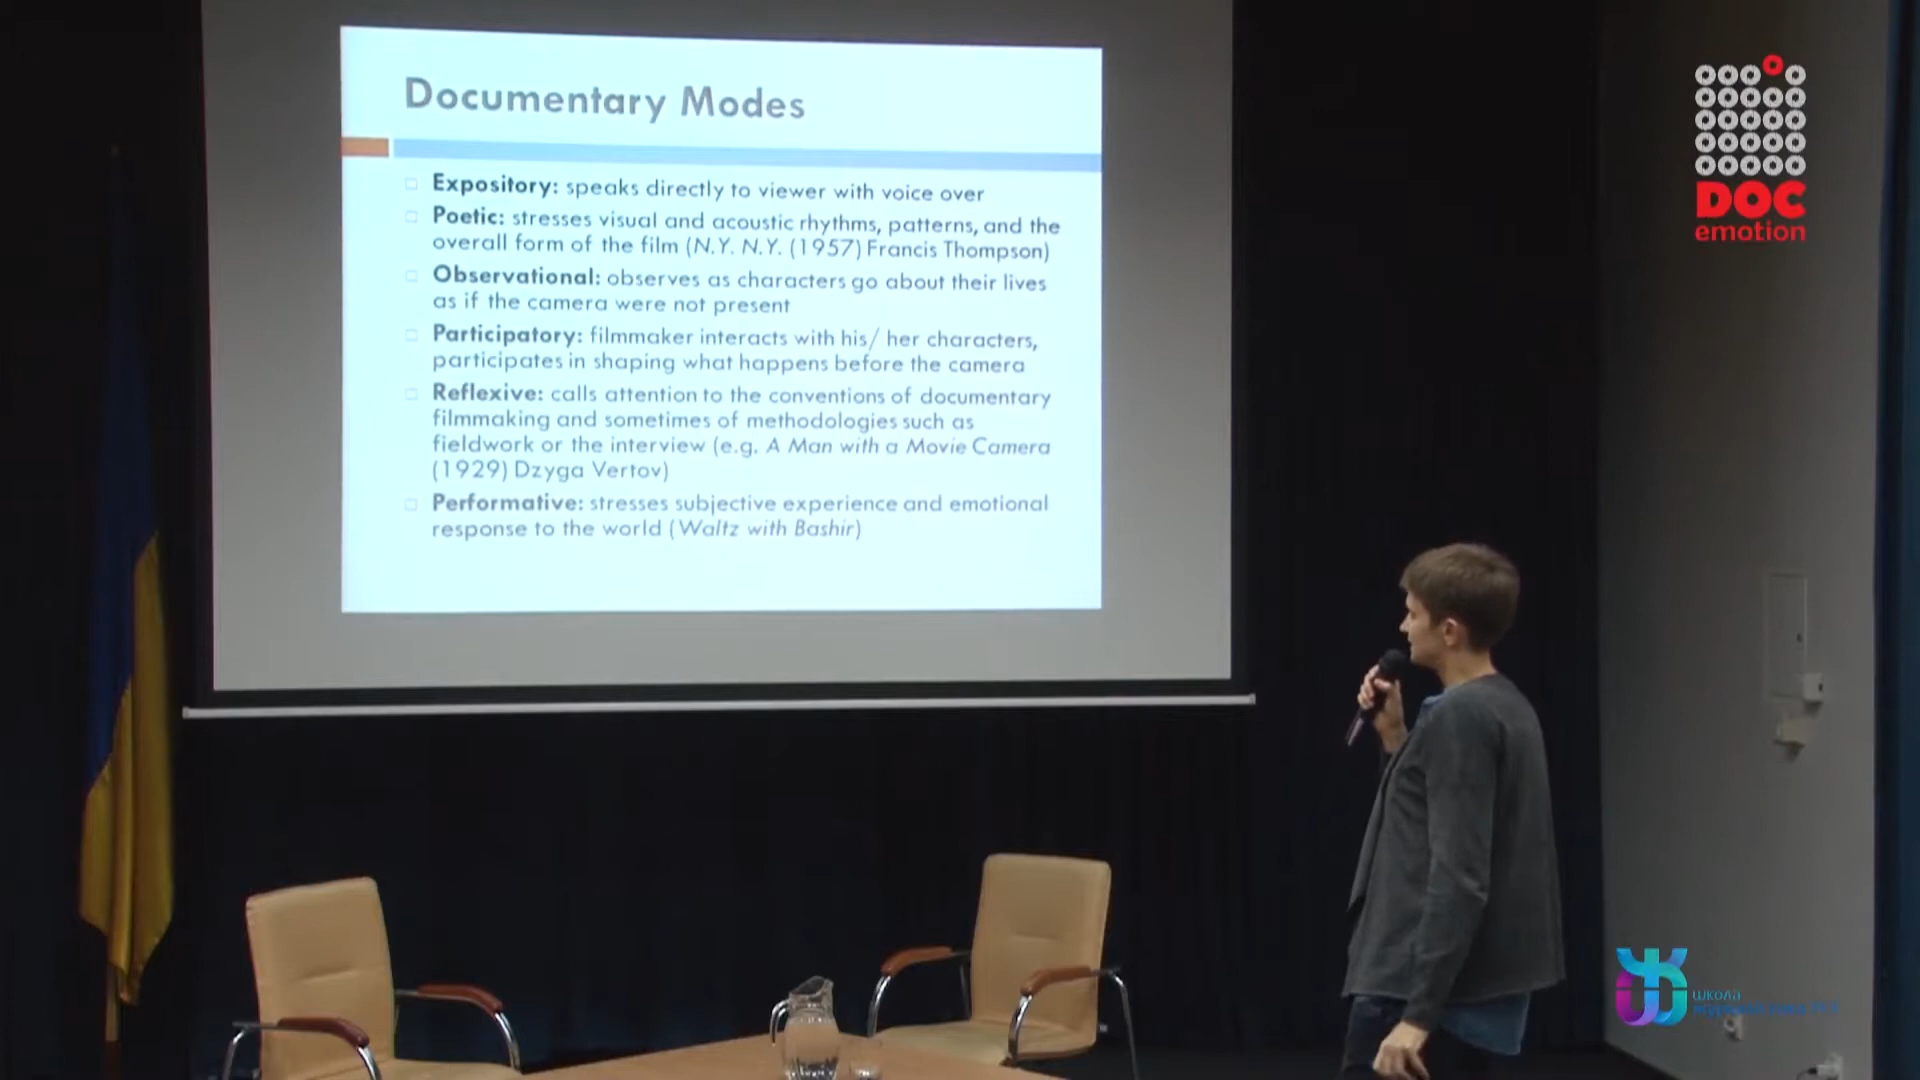 Documentary Modes
Expository: speaks directly to viewer with voice over
Poetic: stresses visual and acoustic rhythms, patterns, and the
overall form of the film (N.Y. N.Y. (1957) Francis Thompson)
Observational: observes as characters go about their lives
as if the camera were not present
Participatory: filmmaker interacts with his/ her characters,
participates in shaping what happens before the camera
Reflexive: calls attention to the conventions of documentary
filmmaking and sometimes of methodologies such as
fieldwork or the interview (e.g. A Man with a Movie Camera
(1929) Dzyga Vertov)
Performative: stresses subjective experience and emotional
response to the world (Waltz with Bashir)
DOC
emotion
школа